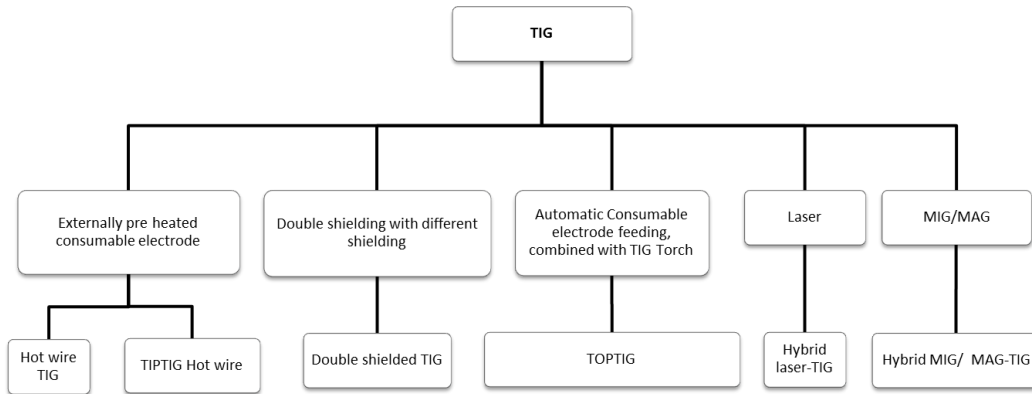 TIG
Externally pre heated
consumable electrode
Double shielding with different
shielding
Automatic Consumable
electrode feeding,
combined with TIG Torch
Laser
MIG/MAG
Hot wire
TIG
TIPTIG Hot wire
Double shielded TIG
TOPTIG
Hybrid
laser-TIG
Hybrid MIG/ MAG-TIG